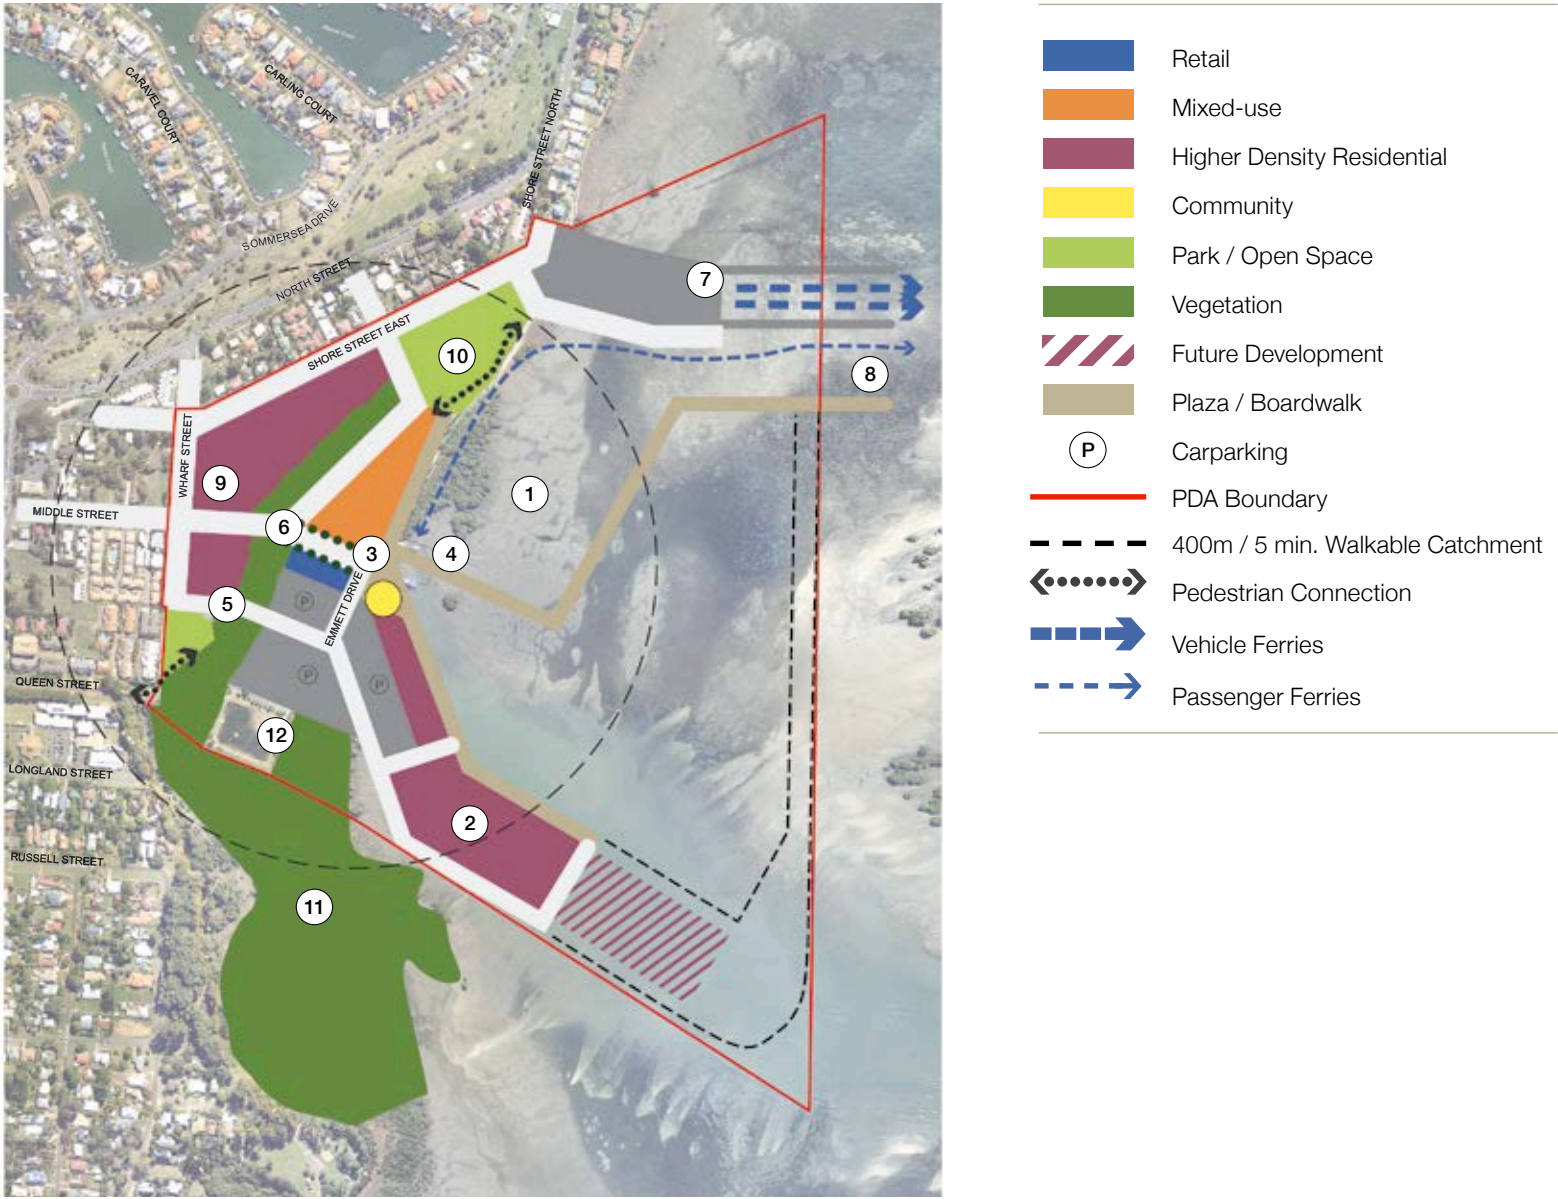 CARAVEL COURT
CARLING COURT
SHORE STREET NORTH
SOMMERSEA DRIVE
NORTH STREET
SHORE STREET EAST
WHARF STREET
MIDDLE STREET
EMMETT DRIVE
QUEEN STREET
LONGLAND STREET
RUSSELL STREET
7
10
8
9
1
6
3
4
5
P
P
P
12
2
11
Retail
Mixed-use
Higher Density Residential
Community
Park / Open Space
Vegetation
Future Development
Plaza / Boardwalk
P Carparking
PDA Boundary
400m / 5 min. Walkable Catchment
Pedestrian Connection
Vehicle Ferries
Passenger Ferries